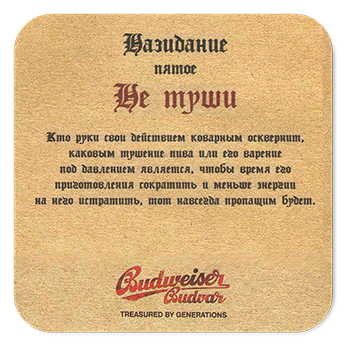 Назидание
пятое
Не туши
Кто руки свои действием коварным осквернит,
каковым тушение пива или его варение
под давлением является, чтобы время его
приготовления сократить и меньше энергии
на него истратить, тот навсегда пропащим будет.
Budweiser
Budvar
TREASURED BY GENERATIONS